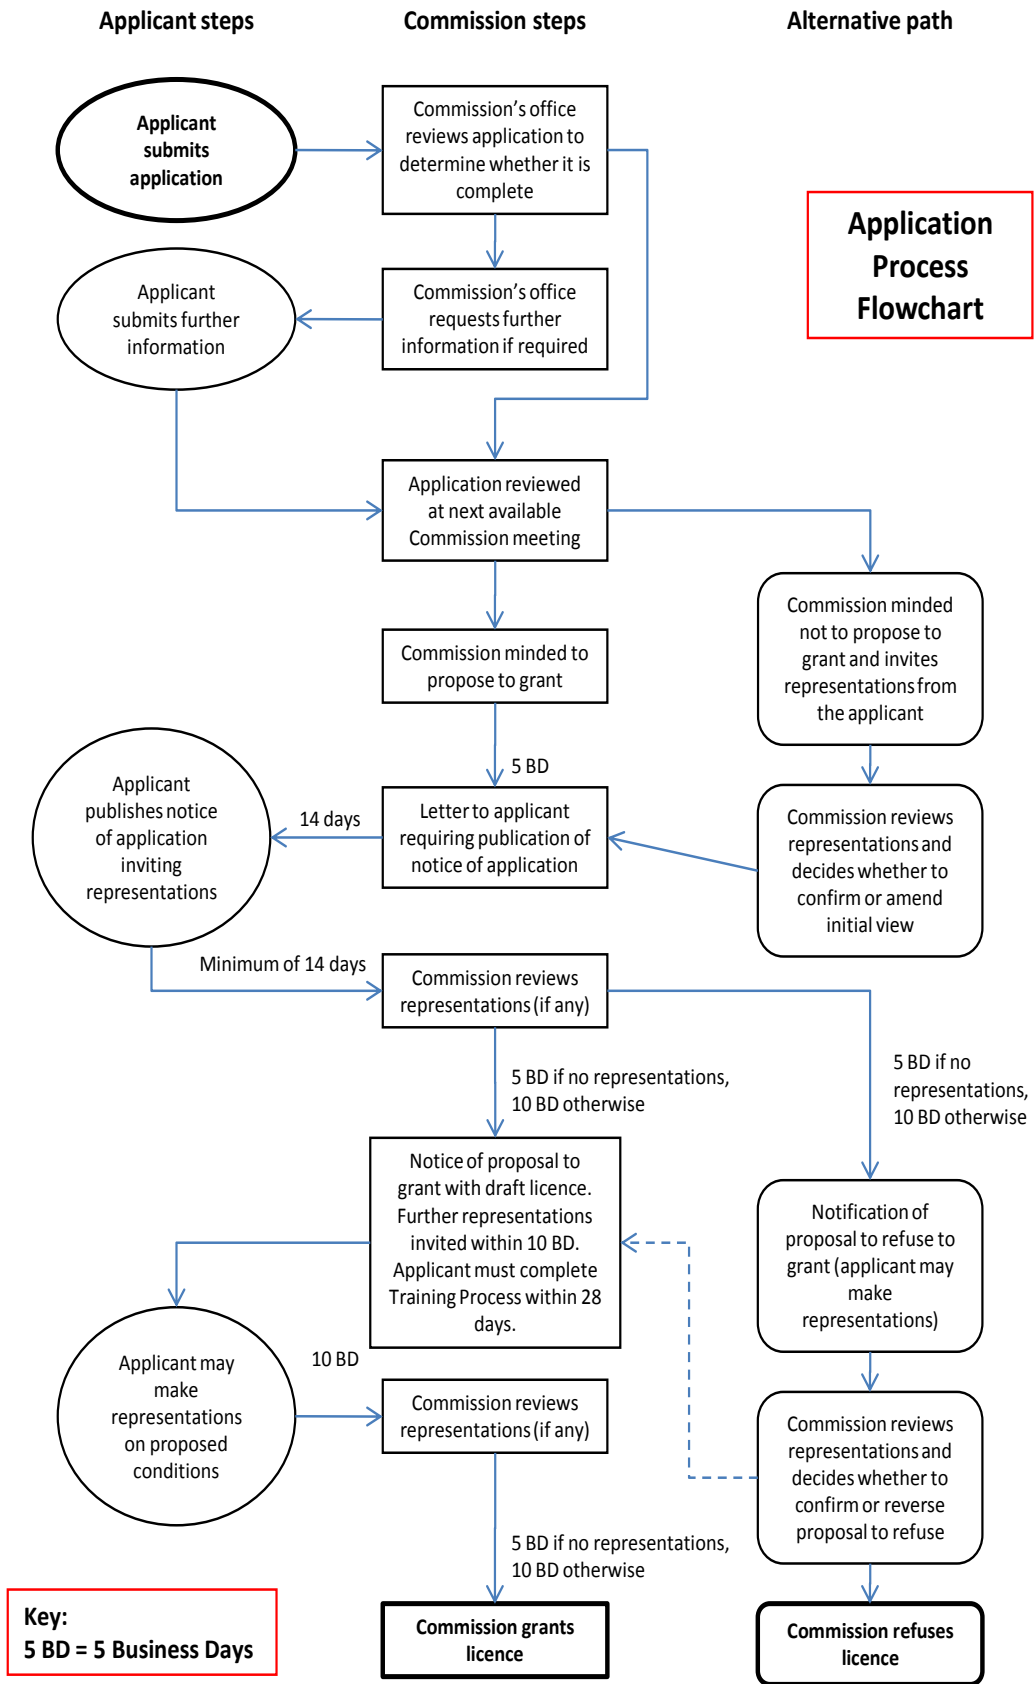 Applicant steps
Commission steps
Alternative path
Applicant
submits
application
Commission's office
reviews application to
determine whether it is
complete
Application
Process
Flowchart
Applicant
submits further
information
Commission's office
requests further
information if required
Application reviewed
at next available
Commission meeting
Commission minded
not to propose to
grant and invites
representations from
the applicant
Commission minded to
propose to grant
5 BD
Applicant
publishes notice
of application
inviting
representations
14 days
Letter to applicant
requiring publication of
notice of application
Commission reviews
representations and
decides whether to
confirm or amend
initial view
Minimum of 14 days
Commission reviews
representations (if any)
5 BD if no representations,
10 BD otherwise
5 BD if no
representations,
10 BD otherwise
Notice of proposal to
grant with draft licence.
Further representations
invited within 10 BD.
Applicant must complete
Training Process within 28
days.
Notification of
proposal to refuse to
grant (applicant may
make
representations)
Applicant may
make
representations
on proposed
conditions
10 BD
Commission reviews
representations (if any)
Commission reviews
representations and
decides whether to
confirm or reverse
proposal to refuse
5 BD if no representations,
10 BD otherwise
Key:
5 BD = 5 Business Days
Commission grants
licence
Commission refuses
licence